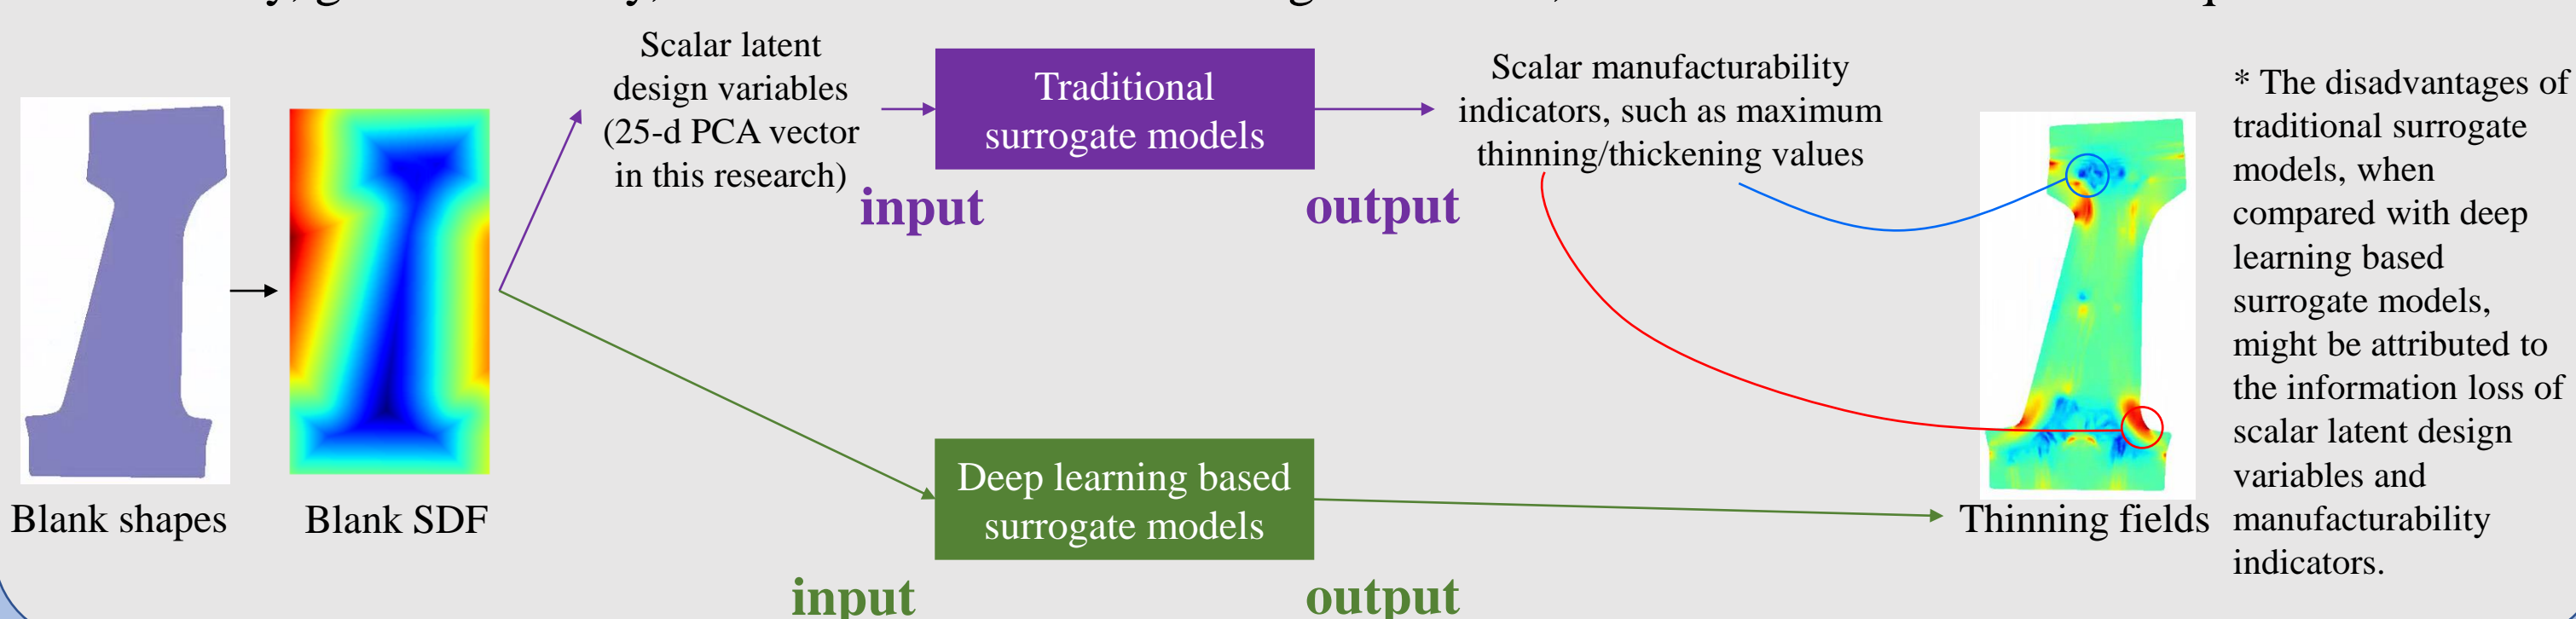 Scalar latent
design variables
(25-d PCA vector
in this research)
input
Traditional
surrogate models
output
Scalar manufacturability
indicators, such as maximum
thinning/thickening values
Blank shapes
Blank SDF
input
Deep learning based
surrogate models
output
Thinning fields
* The disadvantages of
traditional surrogate
models, when
compared with deep
learning based
surrogate models,
might be attributed to
the information loss of
scalar latent design
variables and
manufacturability
indicators.